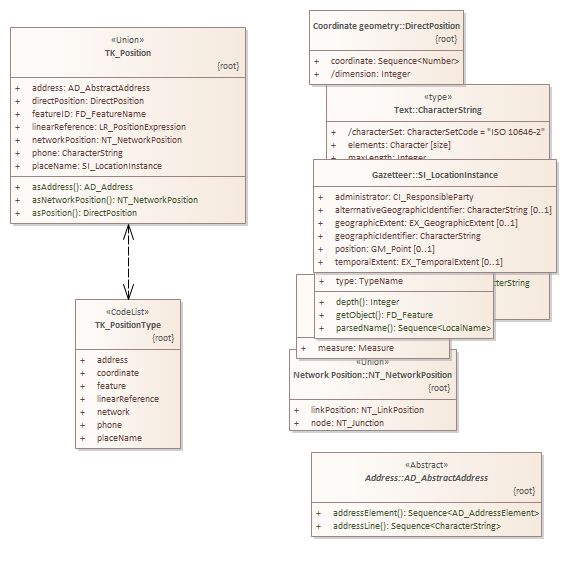 «Union»
TK_Position
{root}
+ address: AD_AbstractAddress
+ directPosition: DirectPosition
+ featureID: FD_FeatureName
+ linearReference: LR_PositionExpression
+ networkPosition: NT_NetworkPosition
+ phone: CharacterString
+ placeName: SI_LocationInstance
+ asAddress(): AD_Address
+ asNetworkPosition(): NT_NetworkPosition
+ asPosition(): DirectPosition
«CodeList»
TK_PositionType
{root}
+ address
+ coordinate
+ feature
+ linearReference
+ network
+ phone
+ placeName
Coordinate geometry::DirectPosition
{root}
+ coordinate: Sequence<Number>
+ /dimension: Integer
«type»
Text::CharacterString
+ /characterSet: CharacterSetCode = "ISO 10646-2"
+ elements: Character [size]
+ maxLength: Integer
Gazetteer::SI_LocationInstance
+ administrator: CI_ResponsibleParty
+ alterrnativeGeographicIdentifier: CharacterString [0..1]
+ geographicExtent: EX_GeographicExtent [0..1]
+ geographicIdentifier: CharacterString
+ position: GM_Point [0..1]
+ temporalExtent: EX_TemporalExtent [0..1]
+ type: TypeName
+ depth(): Integer
+ getObject(): FD_Feature
+ parsedName(): Sequence<LocalName>
+ measure: Measure
«Union»
Network Position::NT_NetworkPosition
{root}
+ linkPosition: NT_LinkPosition
+ node: NT_Junction
«Abstract»
Address::AD_AbstractAddress
{root}
+ addressElement(): Sequence<AD_AddressElement>
+ addressLine(): Sequence<CharacterString>